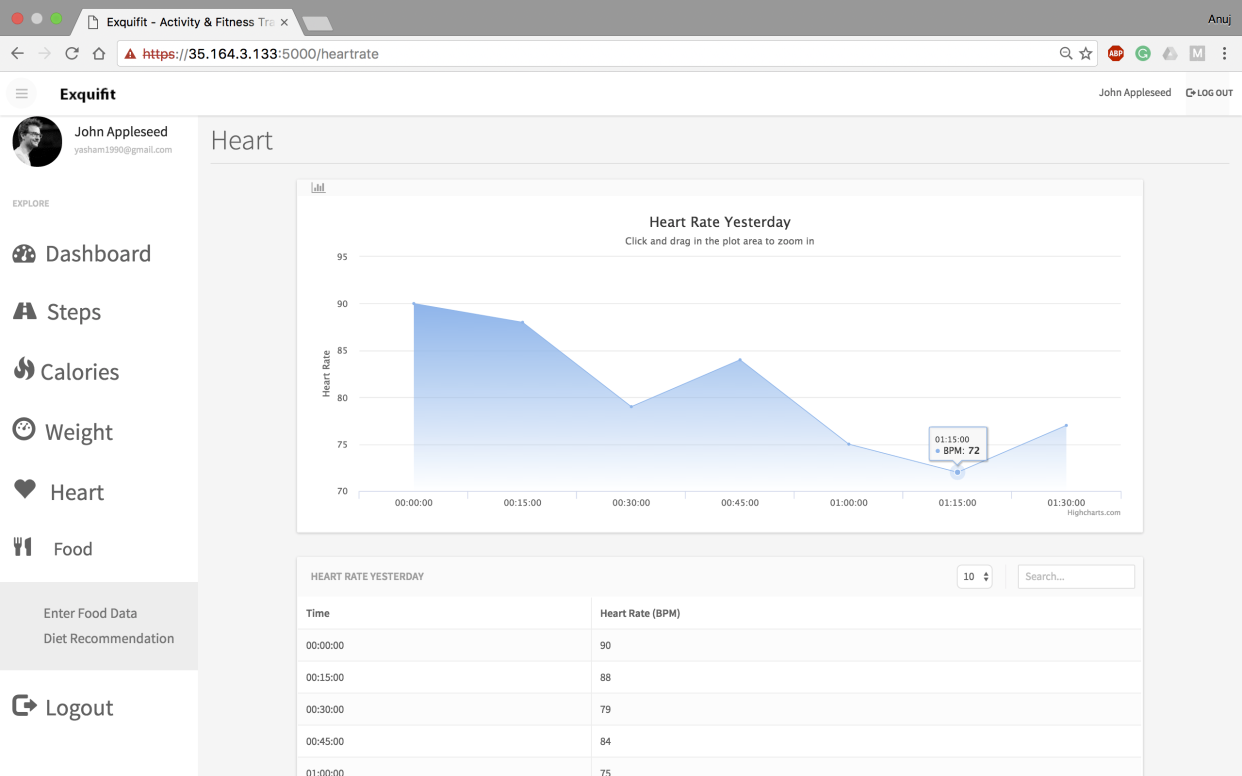 Exquifit - Activity & Fitness Tra
Anuj
https://35.164.3.133:5000/heartrate
ABP
G
M
Exquifit
John Appleseed
LOG OUT
John Appleseed
yasham1990@gmail.com
EXPLORE
Dashboard
Steps
Calories
Weight
Heart
Food
Enter Food Data
Diet Recommendation
Logout
Heart
Heart Rate Yesterday
Click and drag in the plot area to zoom in
Heart Rate
95
90
85
80
75
70
01:15:00
BPM: 72
00:00:00 00:15:00 00:30:00 00:45:00 01:00:00 01:15:00 01:30:00
Highcharts.com
HEART RATE YESTERDAY
10
Search...
Time Heart Rate (BPM)
00:00:00 90
00:15:00 88
00:30:00 79
00:45:00 84
01:00:00 75